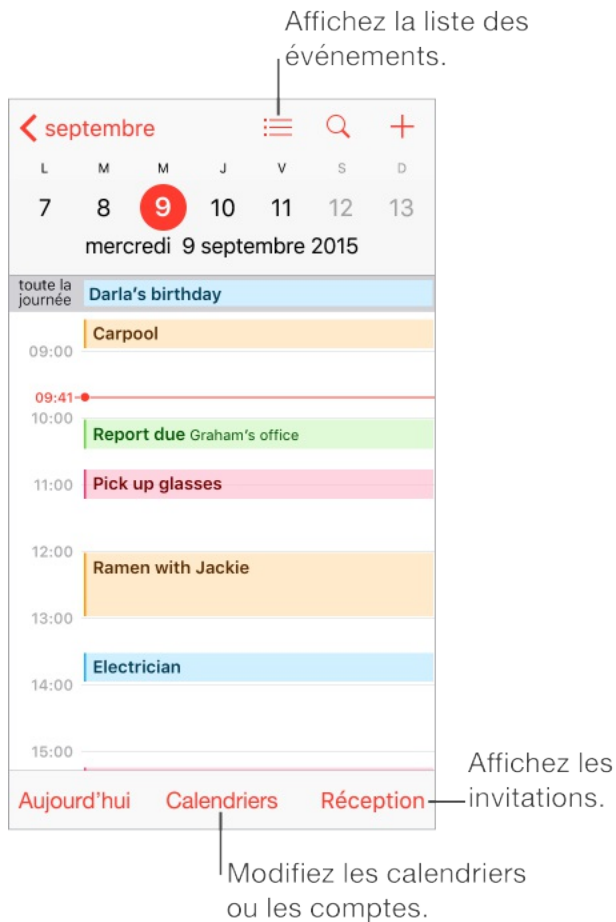 Affichez la liste des
événements.
septembre
L M M J V S D
7 8 9 10 11 12 13
mercredi 9 septembre 2015
toute la
journée
Darla's birthday
Carpool
09:00
09:41
10:00
Report due Graham's office
Pick up glasses
11:00
12:00
Ramen with Jackie
13:00
Electrician
14:00
15:00
Aujourd'hui Calendriers Réception
Affichez les
invitations.
Modifiez les calendriers
ou les comptes.